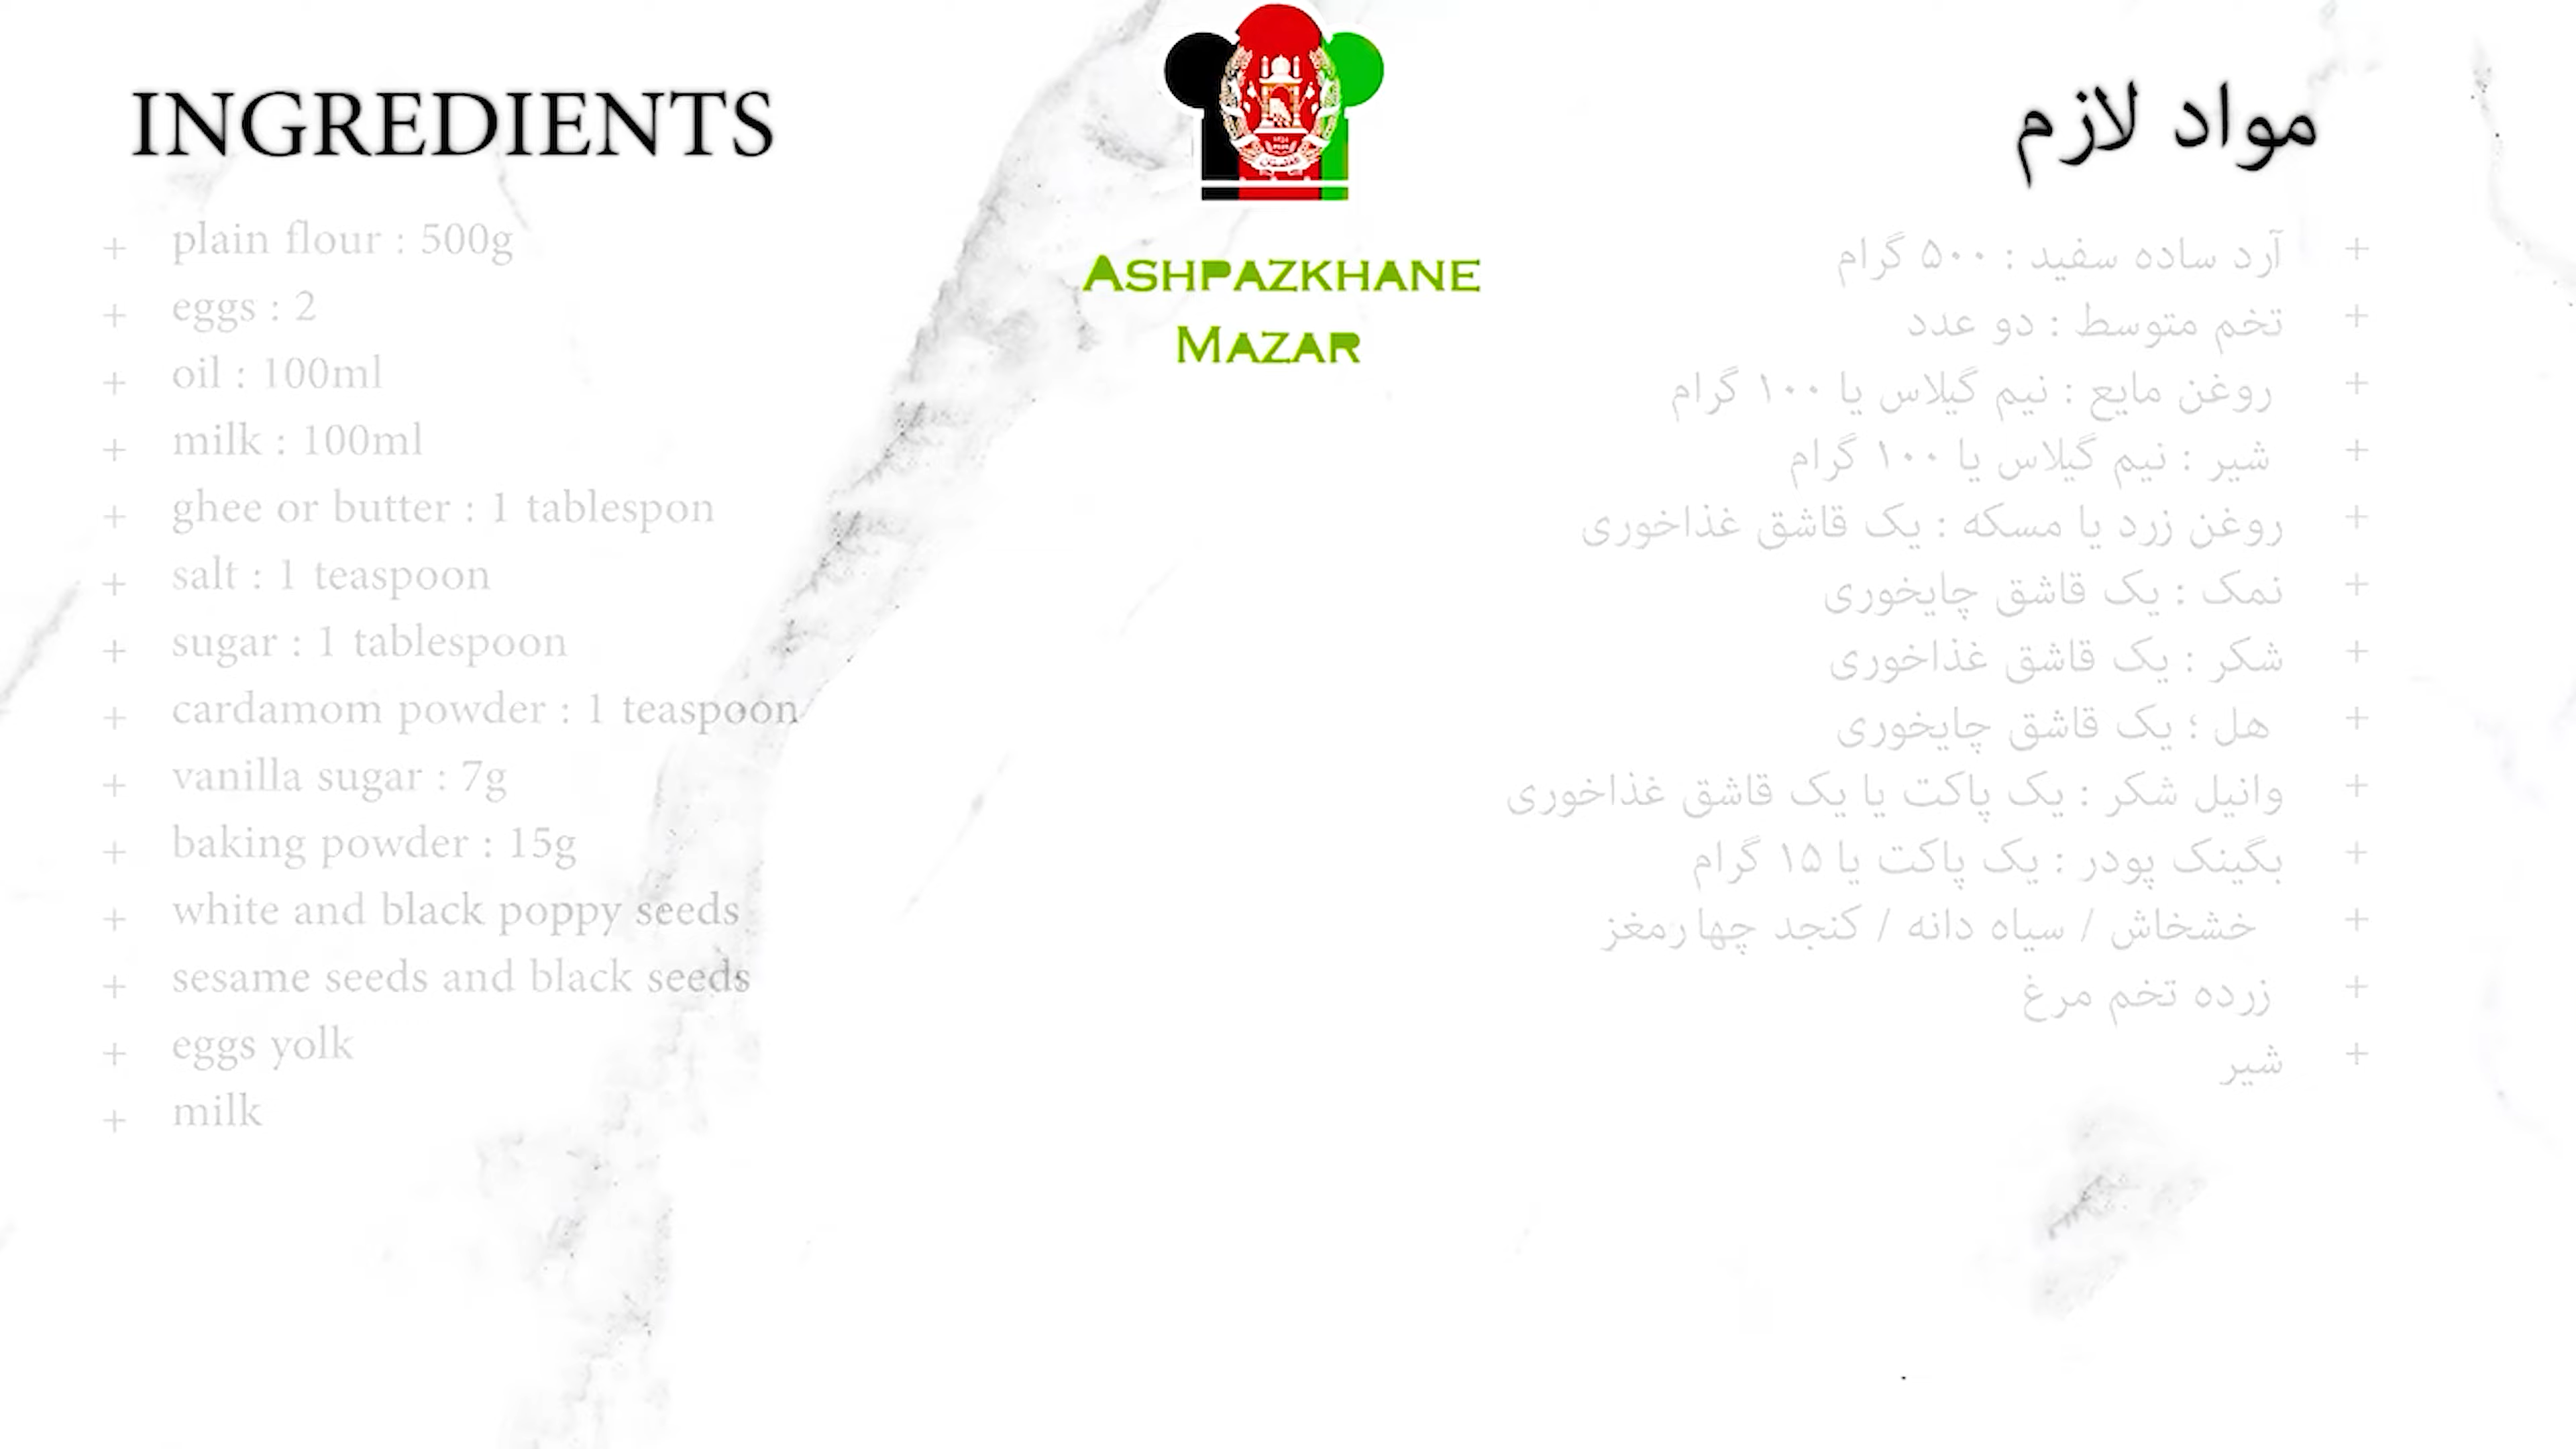 INGREDIENTS
+ plain flour : 500g
+ eggs : 2
+ oil : 100ml
+ milk : 100ml
+ ghee or butter : 1 tablespon
+ salt : 1 teaspoon
+ sugar : 1 tablespoon
+ cardamom powder : 1 teaspoon
+ vanilla sugar : 7g
+ baking powder : 15g
+ white and black poppy seeds
+ sesame seeds and black seeds
+ eggs yolk
+ milk
ASHPAZKHANE
MAZAR
مواد لازم
+ آرد ساده سفید : ۵۰۰ گرام
+ تخم متوسط : دو عدد
+ روغن مایع : نیم گیلاس یا ۱۰۰ گرام
+ شیر : نیم گیلاس یا ۱۰۰ گرام
+ روغن زرد یا مسکه : یک قاشق غذاخوری
+ نمک : یک قاشق چایخوری
+ شکر : یک قاشق غذاخوری
+ هل ؛ یک قاشق چایخوری
+ وانیل شکر : یک پاکت یا یک قاشق غذاخوری
+ بگینک پودر : یک پاکت یا ۱۵ گرام
+ خشخاش / سیاه دانه / کنجد چهارمغز
+ زرده تخم مرغ
+ شیر